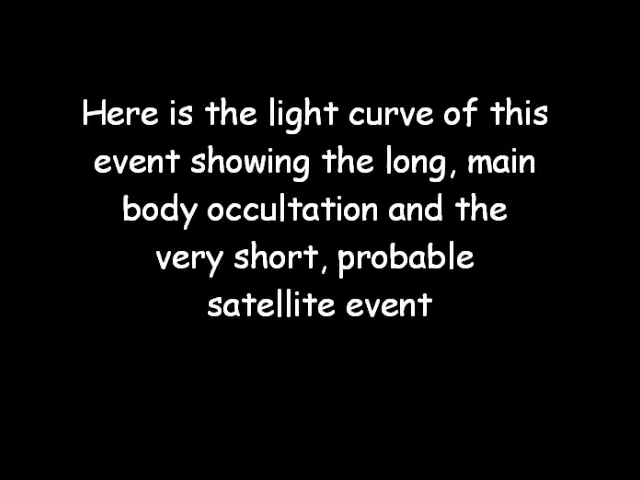 Here is the light curve of this
event showing the long, main
body occultation and the
very short, probable
satellite event